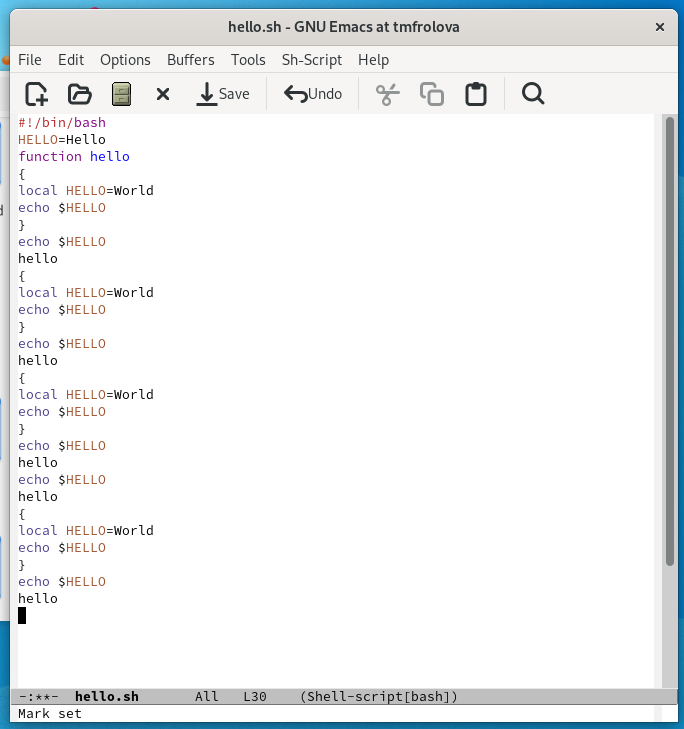 hello.sh - GNU Emacs at tmfrolova
File Edit Options Buffers Tools Sh-Script Help
Save Undo
#!/bin/bash
HELLO=Hello
function hello
{
local HELLO=World
echo $HELLO
}
echo $HELLO
hello
{
local HELLO=World
echo $HELLO
}
echo $HELLO
hello
{
local HELLO=World
echo $HELLO
}
echo $HELLO
hello
echo $HELLO
hello
{
local HELLO=World
echo $HELLO
}
echo $HELLO
hello
-:**- hello.sh All L30 (Shell-script[bash])
Mark set